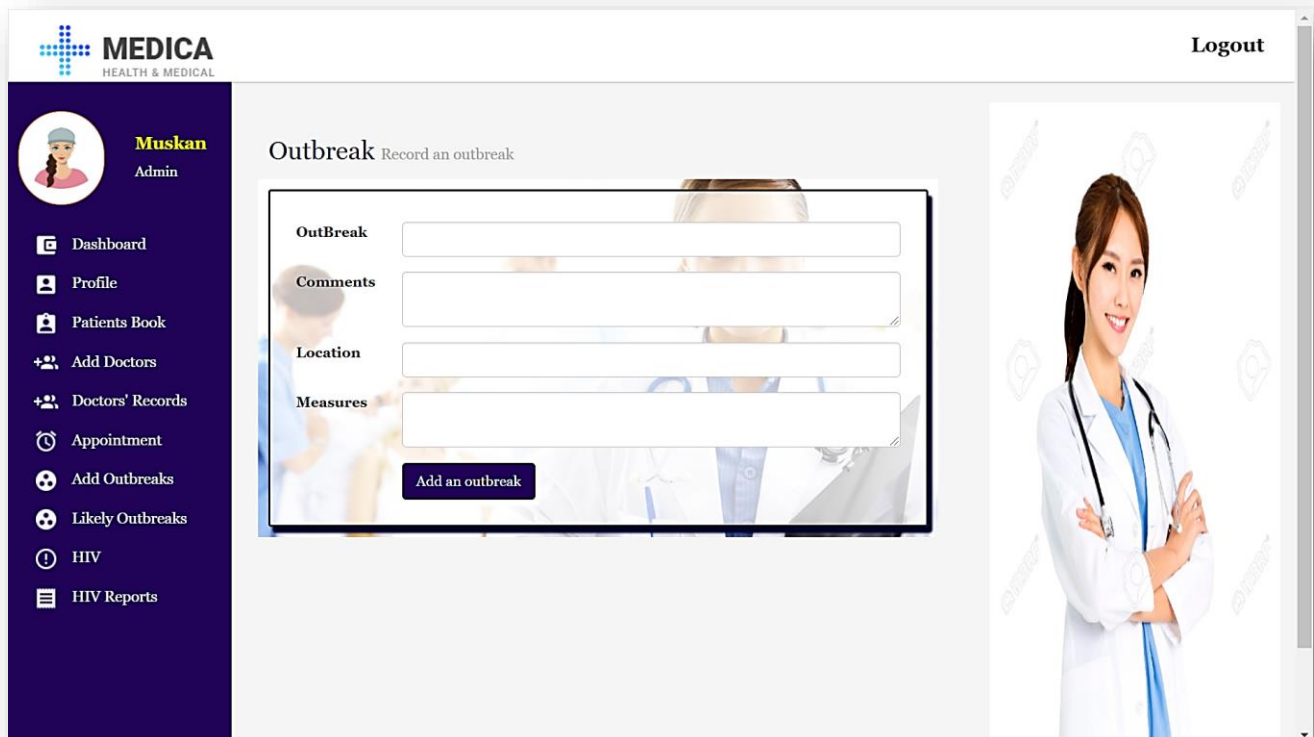 MEDICA
HEALTH & MEDICAL
Logout
Muskan
Admin
Dashboard
Profile
Patients Book
Add Doctors
Doctors' Records
Appointment
Add Outbreaks
Likely Outbreaks
HIV
HIV Reports
Outbreak Record an outbreak
OutBreak
Comments
Location
Measures
Add an outbreak